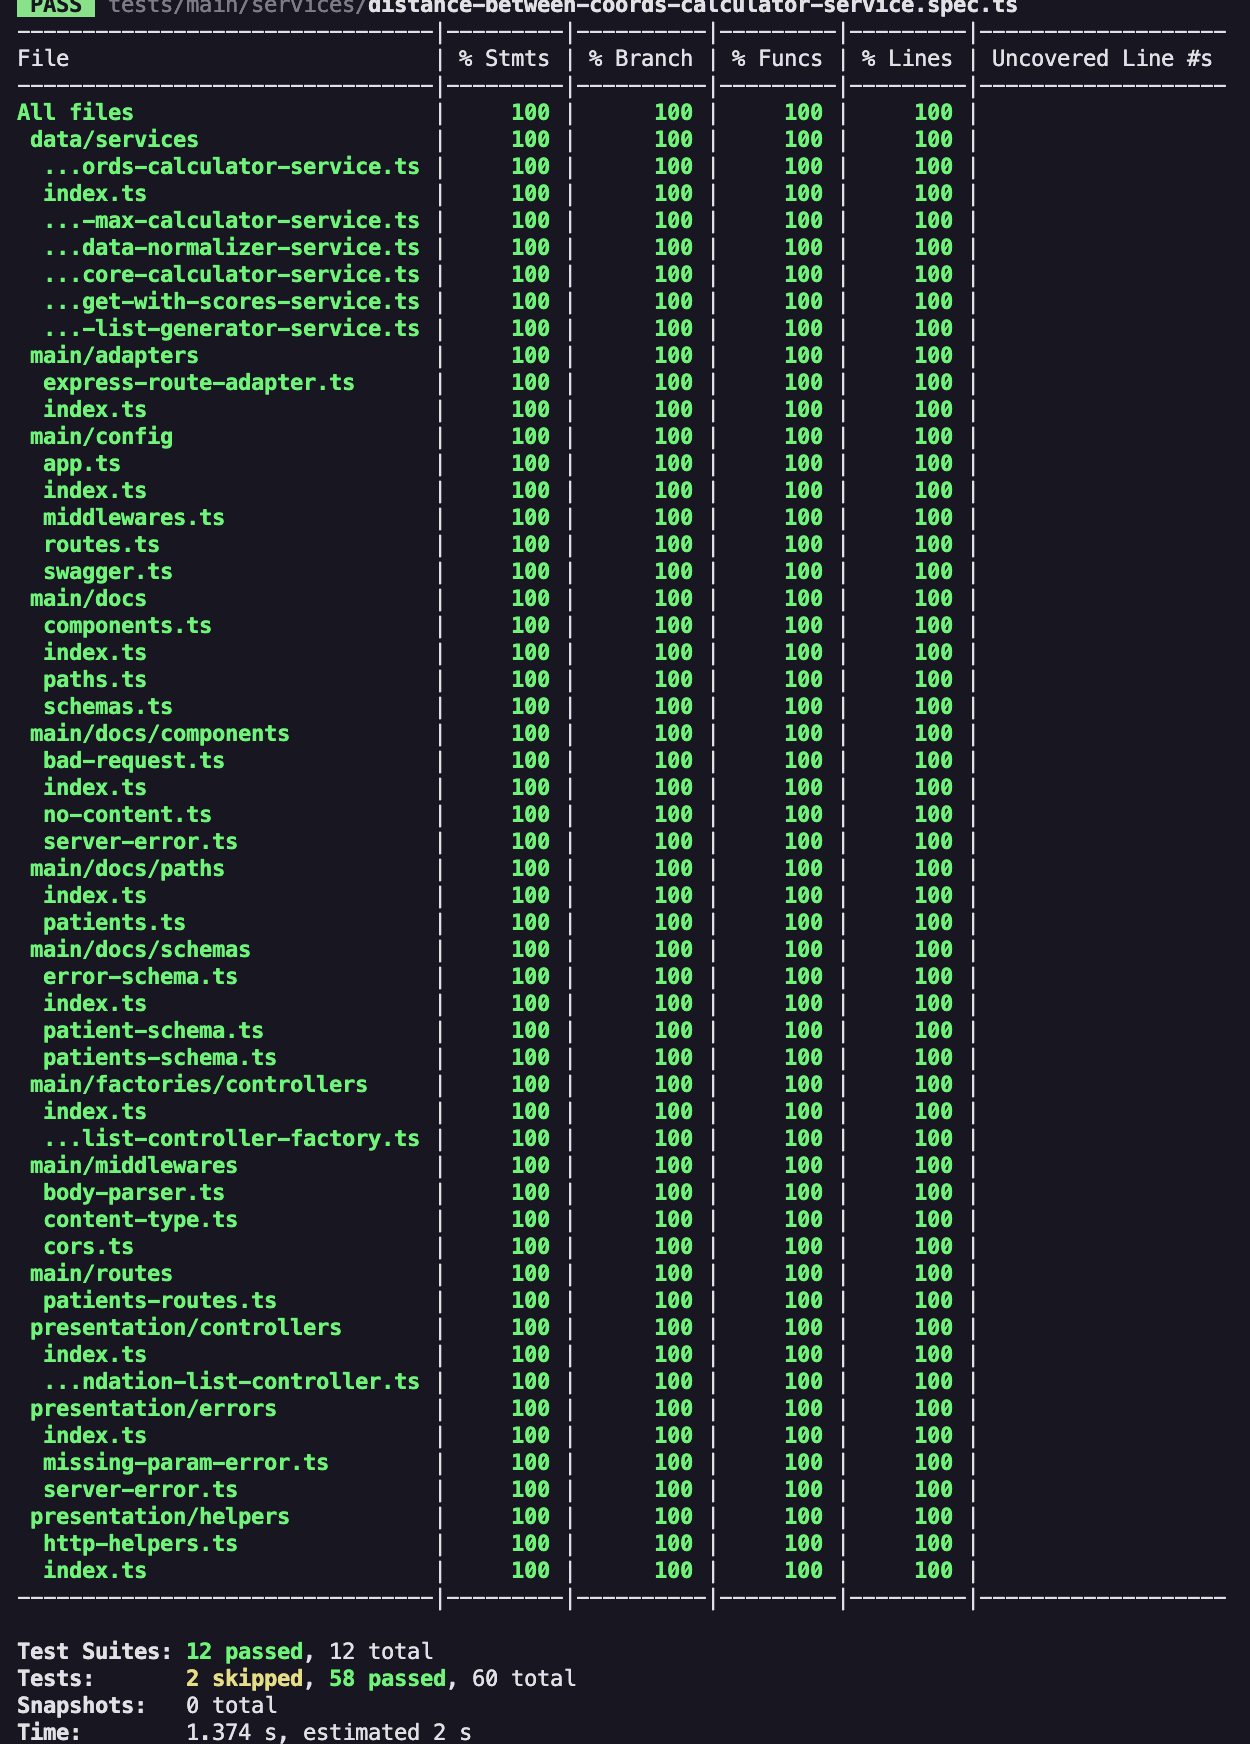 PASS tests/main/services/distance-between-coords-calculator-service.spec.ts
File | % Stmts | % Branch | % Funcs | % Lines | Uncovered Line #s
All files | 100 | 100 | 100 | 100 |
data/services | 100 | 100 | 100 | 100 |
...ords-calculator-service.ts | 100 | 100 | 100 | 100 |
index.ts | 100 | 100 | 100 | 100 |
...-max-calculator-service.ts | 100 | 100 | 100 | 100 |
...data-normalizer-service.ts | 100 | 100 | 100 | 100 |
...core-calculator-service.ts | 100 | 100 | 100 | 100 |
...get-with-scores-service.ts | 100 | 100 | 100 | 100 |
...-list-generator-service.ts | 100 | 100 | 100 | 100 |
main/adapters | 100 | 100 | 100 | 100 |
express-route-adapter.ts | 100 | 100 | 100 | 100 |
index.ts | 100 | 100 | 100 | 100 |
main/config | 100 | 100 | 100 | 100 |
app.ts | 100 | 100 | 100 | 100 |
index.ts | 100 | 100 | 100 | 100 |
middlewares.ts | 100 | 100 | 100 | 100 |
routes.ts | 100 | 100 | 100 | 100 |
swagger.ts | 100 | 100 | 100 | 100 |
main/docs | 100 | 100 | 100 | 100 |
components.ts | 100 | 100 | 100 | 100 |
index.ts | 100 | 100 | 100 | 100 |
paths.ts | 100 | 100 | 100 | 100 |
schemas.ts | 100 | 100 | 100 | 100 |
main/docs/components | 100 | 100 | 100 | 100 |
bad-request.ts | 100 | 100 | 100 | 100 |
index.ts | 100 | 100 | 100 | 100 |
no-content.ts | 100 | 100 | 100 | 100 |
server-error.ts | 100 | 100 | 100 | 100 |
main/docs/paths | 100 | 100 | 100 | 100 |
index.ts | 100 | 100 | 100 | 100 |
patients.ts | 100 | 100 | 100 | 100 |
main/docs/schemas | 100 | 100 | 100 | 100 |
error-schema.ts | 100 | 100 | 100 | 100 |
index.ts | 100 | 100 | 100 | 100 |
patient-schema.ts | 100 | 100 | 100 | 100 |
patients-schema.ts | 100 | 100 | 100 | 100 |
main/factories/controllers | 100 | 100 | 100 | 100 |
index.ts | 100 | 100 | 100 | 100 |
...list-controller-factory.ts | 100 | 100 | 100 | 100 |
main/middlewares | 100 | 100 | 100 | 100 |
body-parser.ts | 100 | 100 | 100 | 100 |
content-type.ts | 100 | 100 | 100 | 100 |
cors.ts | 100 | 100 | 100 | 100 |
main/routes | 100 | 100 | 100 | 100 |
patients-routes.ts | 100 | 100 | 100 | 100 |
presentation/controllers | 100 | 100 | 100 | 100 |
index.ts | 100 | 100 | 100 | 100 |
...ndation-list-controller.ts | 100 | 100 | 100 | 100 |
presentation/errors | 100 | 100 | 100 | 100 |
index.ts | 100 | 100 | 100 | 100 |
missing-param-error.ts | 100 | 100 | 100 | 100 |
server-error.ts | 100 | 100 | 100 | 100 |
presentation/helpers | 100 | 100 | 100 | 100 |
http-helpers.ts | 100 | 100 | 100 | 100 |
index.ts | 100 | 100 | 100 | 100 |
Test Suites: 12 passed, 12 total
Tests: 2 skipped, 58 passed, 60 total
Snapshots: 0 total
Time: 1.374 s, estimated 2 s